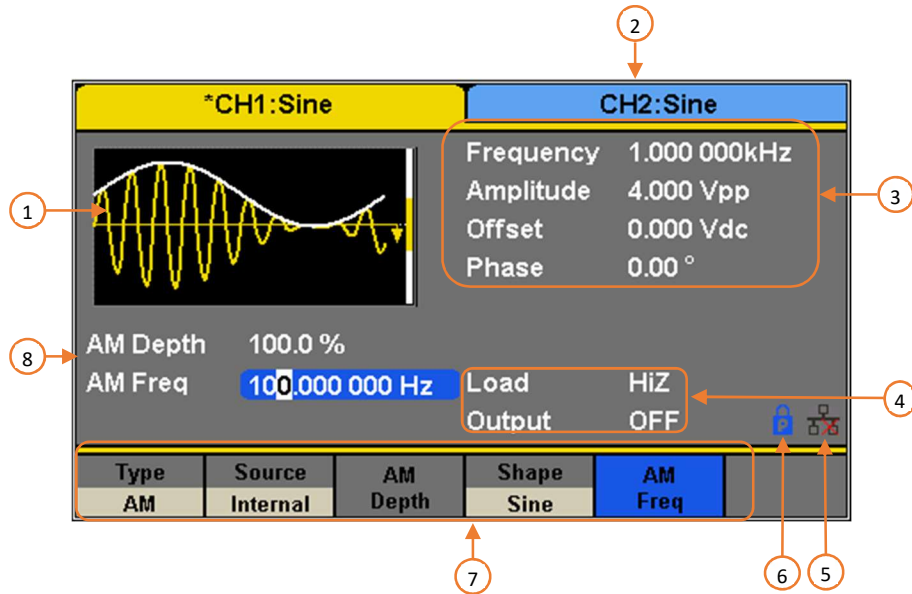 2
*CH1:Sine CH2:Sine
Frequency 1.000 000kHz
Amplitude 4.000 Vpp
Offset 0.000 Vdc
Phase 0.00 °
1
3
AM Depth 100.0 %
8
AM Freq 100.000 000 Hz
Load HiZ
4
Output OFF
P
Type Source AM Shape AM
AM Internal Depth Sine Freq
7
6
5